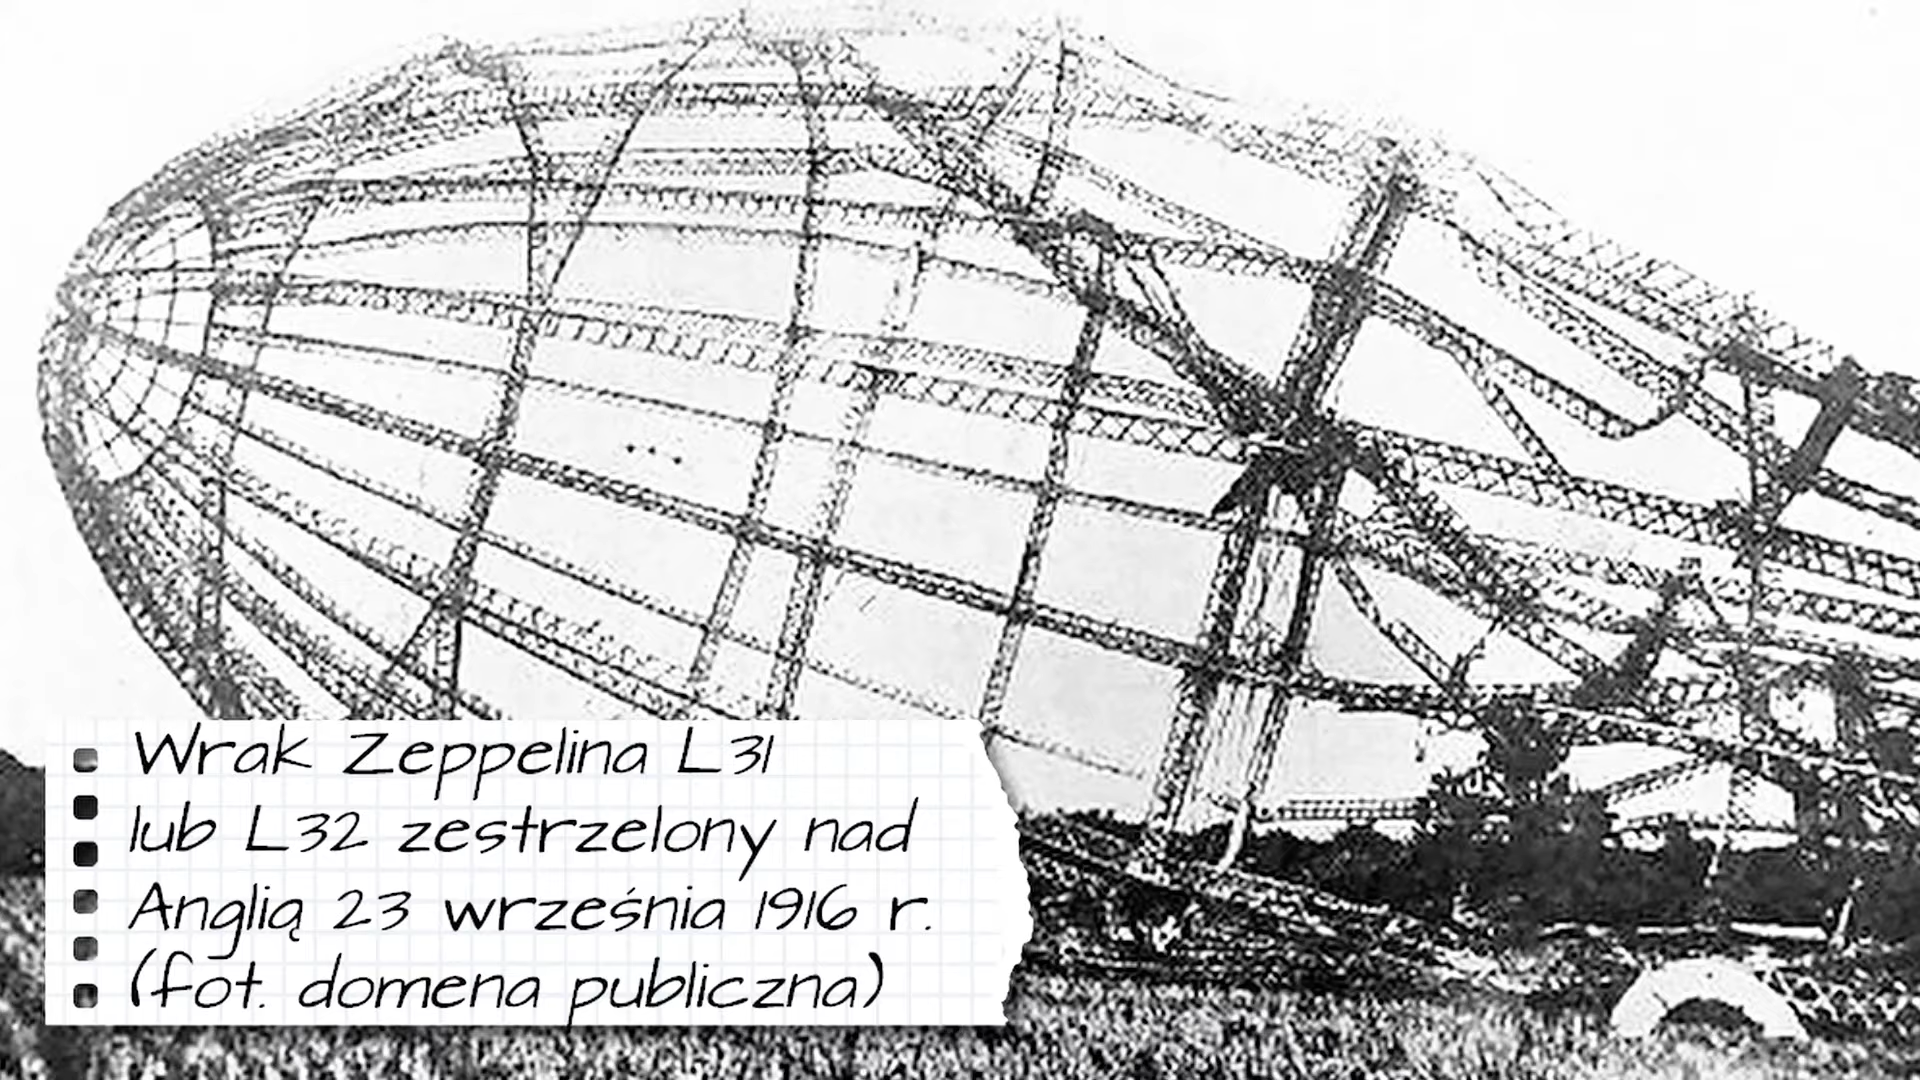 Wrak Zeppelina L31
lub L32 zestrzelony nad
Anglią 23 września 1916 r.
(fot. domena publiczna)